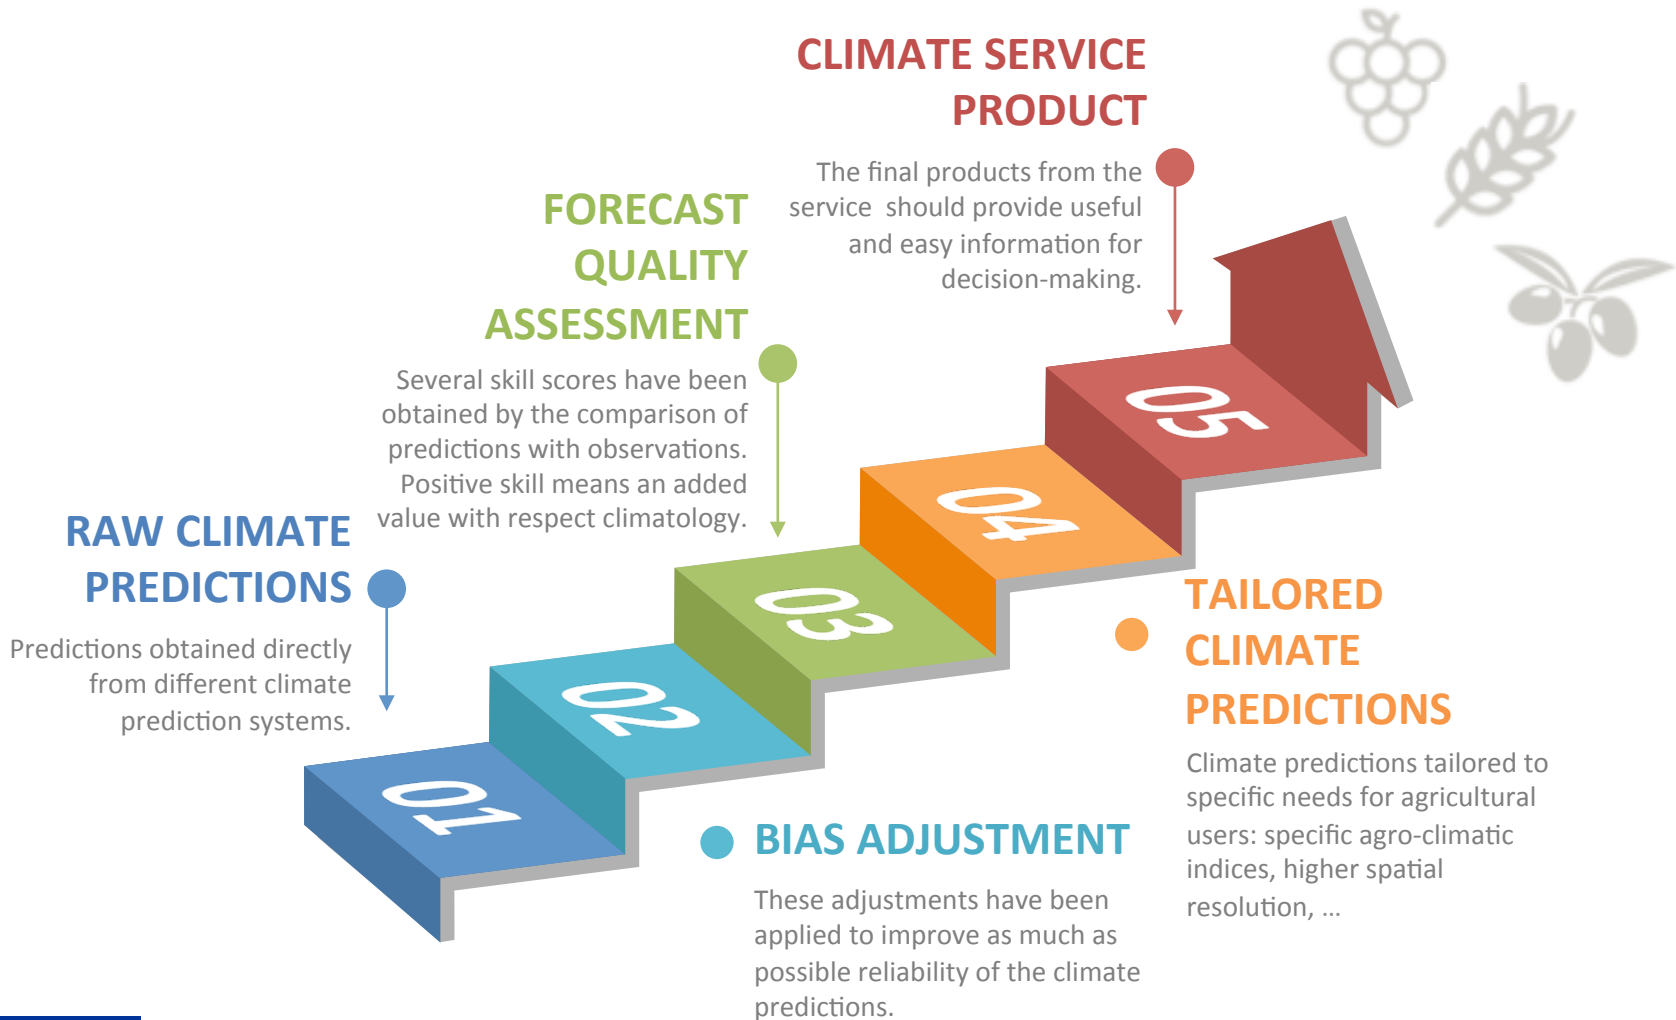 CLIMATE SERVICE
PRODUCT
The final products from the
service  should provide useful
and easy information for
decision-making.
FORECAST
QUALITY
ASSESSMENT
Several skill scores have been
obtained by the comparison of
predictions with observations.
Positive skill means an added
value with respect climatology.
RAW CLIMATE
PREDICTIONS
Predictions obtained directly
from different climate
prediction systems.
05
04
03
02
01
TAILORED
CLIMATE
PREDICTIONS
Climate predictions tailored to
specific needs for agricultural
users: specific agro-climatic
indices, higher spatial
resolution, ...
BIAS ADJUSTMENT
These adjustments have been
applied to improve as much as
possible reliability of the climate
predictions.